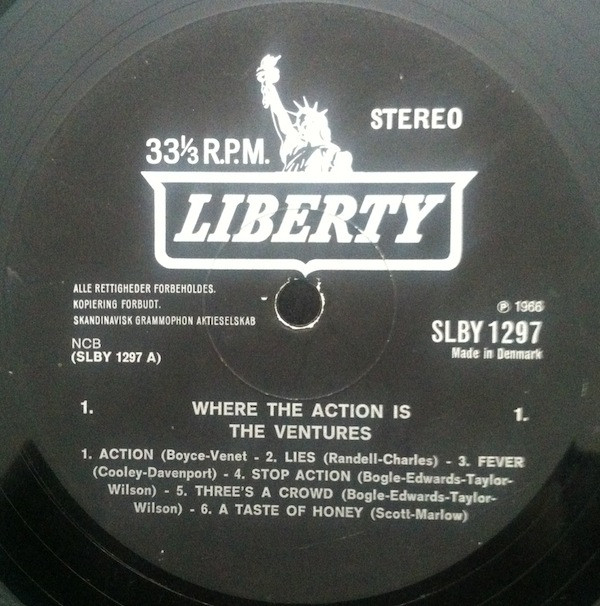 STEREO
33⅓ R.P.M.
LIBERTY
ALLE RETTIGHEDER FORBEHOLDES.
KOPIERING FORBUDT.
SKANDINAVISK GRAMMOPHON AKTIESELSKAB
NCB
(SLBY 1297 A)
℗ 1966
SLBY 1297
Made in Denmark
1.
WHERE THE ACTION IS
1.
THE VENTURES
1. ACTION (Boyce-Venet - 2. LIES (Randell-Charles) - 3. FEVER
(Cooley-Davenport) - 4. STOP ACTION (Bogle-Edwards-Taylor-
Wilson) - 5. THREE'S A CROWD (Bogle-Edwards-Taylor-
Wilson) - 6. A TASTE OF HONEY (Scott-Marlow)